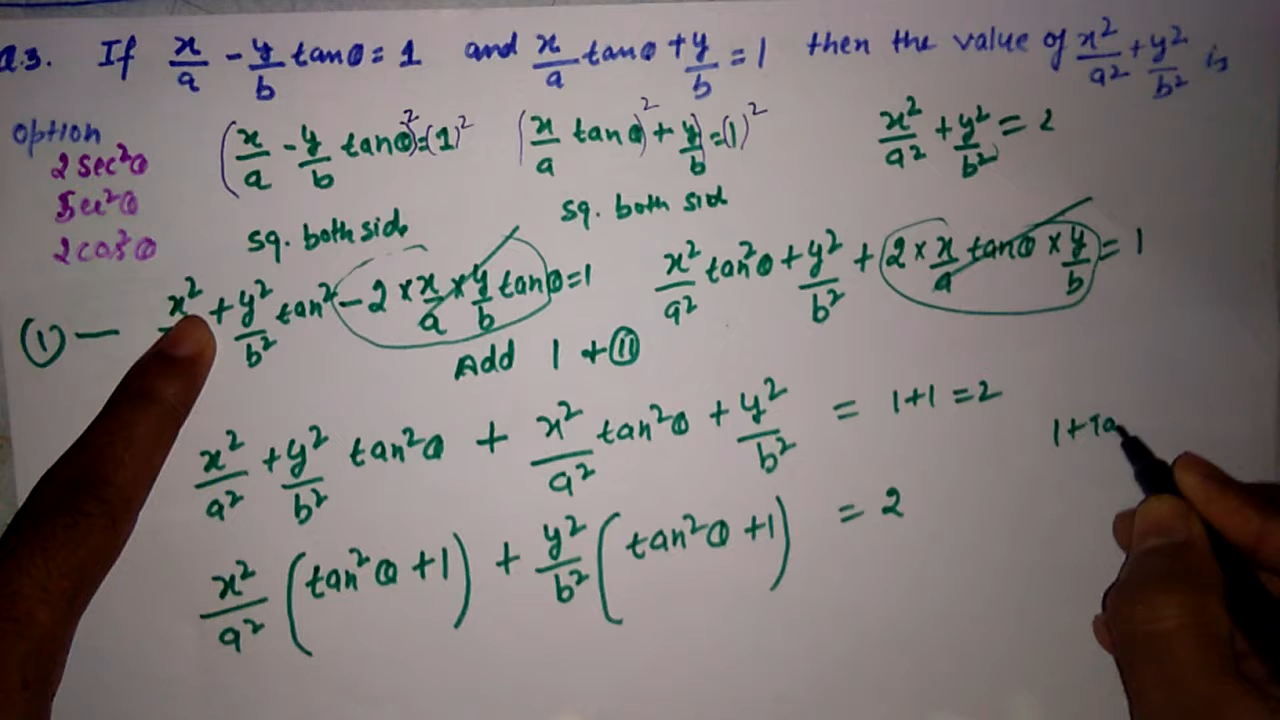 Q.3. If x/a - y/b tanθ = 1 and x/a tanθ + y/b = 1 then the value of x²/a² + y²/b² is
Option
2 sec²θ
sec²θ
2 cos²θ
(x/a - y/b tanθ)² = (1)²
sq. both side
(x/a tanθ)² + y/b) = (1)²
sq. both sid
x²/a² + y²/b² = 2
(1) — x² + y²/b² tan² - 2 × x/a × y/b tanθ = 1
x²/a² tan²θ + y²/b² + 2 × x/a tanθ × y/b = 1
Add 1 + (11)
x²/a² + y²/b² tan²θ + x²/a² tan²θ + y²/b² = 1+1 = 2
1 + Ta
x²/a² (tan²θ + 1) + y²/b² (tan²θ + 1) = 2